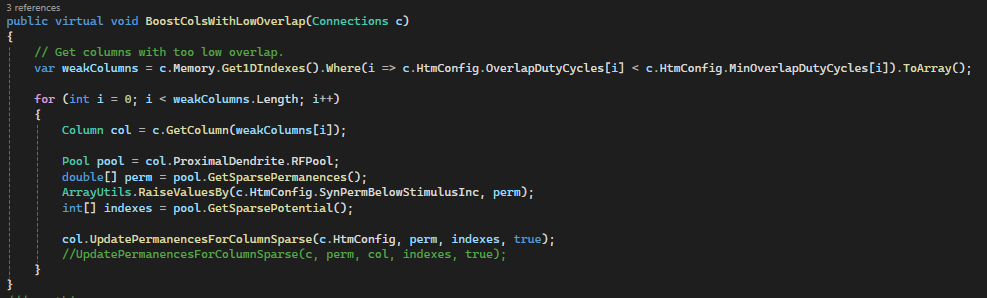 3 references
public virtual void BoostColsWithLowOverlap(Connections c)
{
// Get columns with too low overlap.
var weakColumns = c.Memory.Get1DIndexes().Where(i => c.HtmConfig.OverlapDutyCycles[i] < c.HtmConfig.MinOverlapDutyCycles[i]).ToArray();
for (int i = 0; i < weakColumns.Length; i++)
{
Column col = c.GetColumn(weakColumns[i]);
Pool pool = col.ProximalDendrite.RFPool;
double[] perm = pool.GetSparsePermanences();
ArrayUtils.RaiseValuesBy(c.HtmConfig.SynPermBelowStimulusInc, perm);
int[] indexes = pool.GetSparsePotential();
col.UpdatePermanencesForColumnSparse(c.HtmConfig, perm, indexes, true);
//UpdatePermanencesForColumnSparse(c, perm, col, indexes, true);
}
}